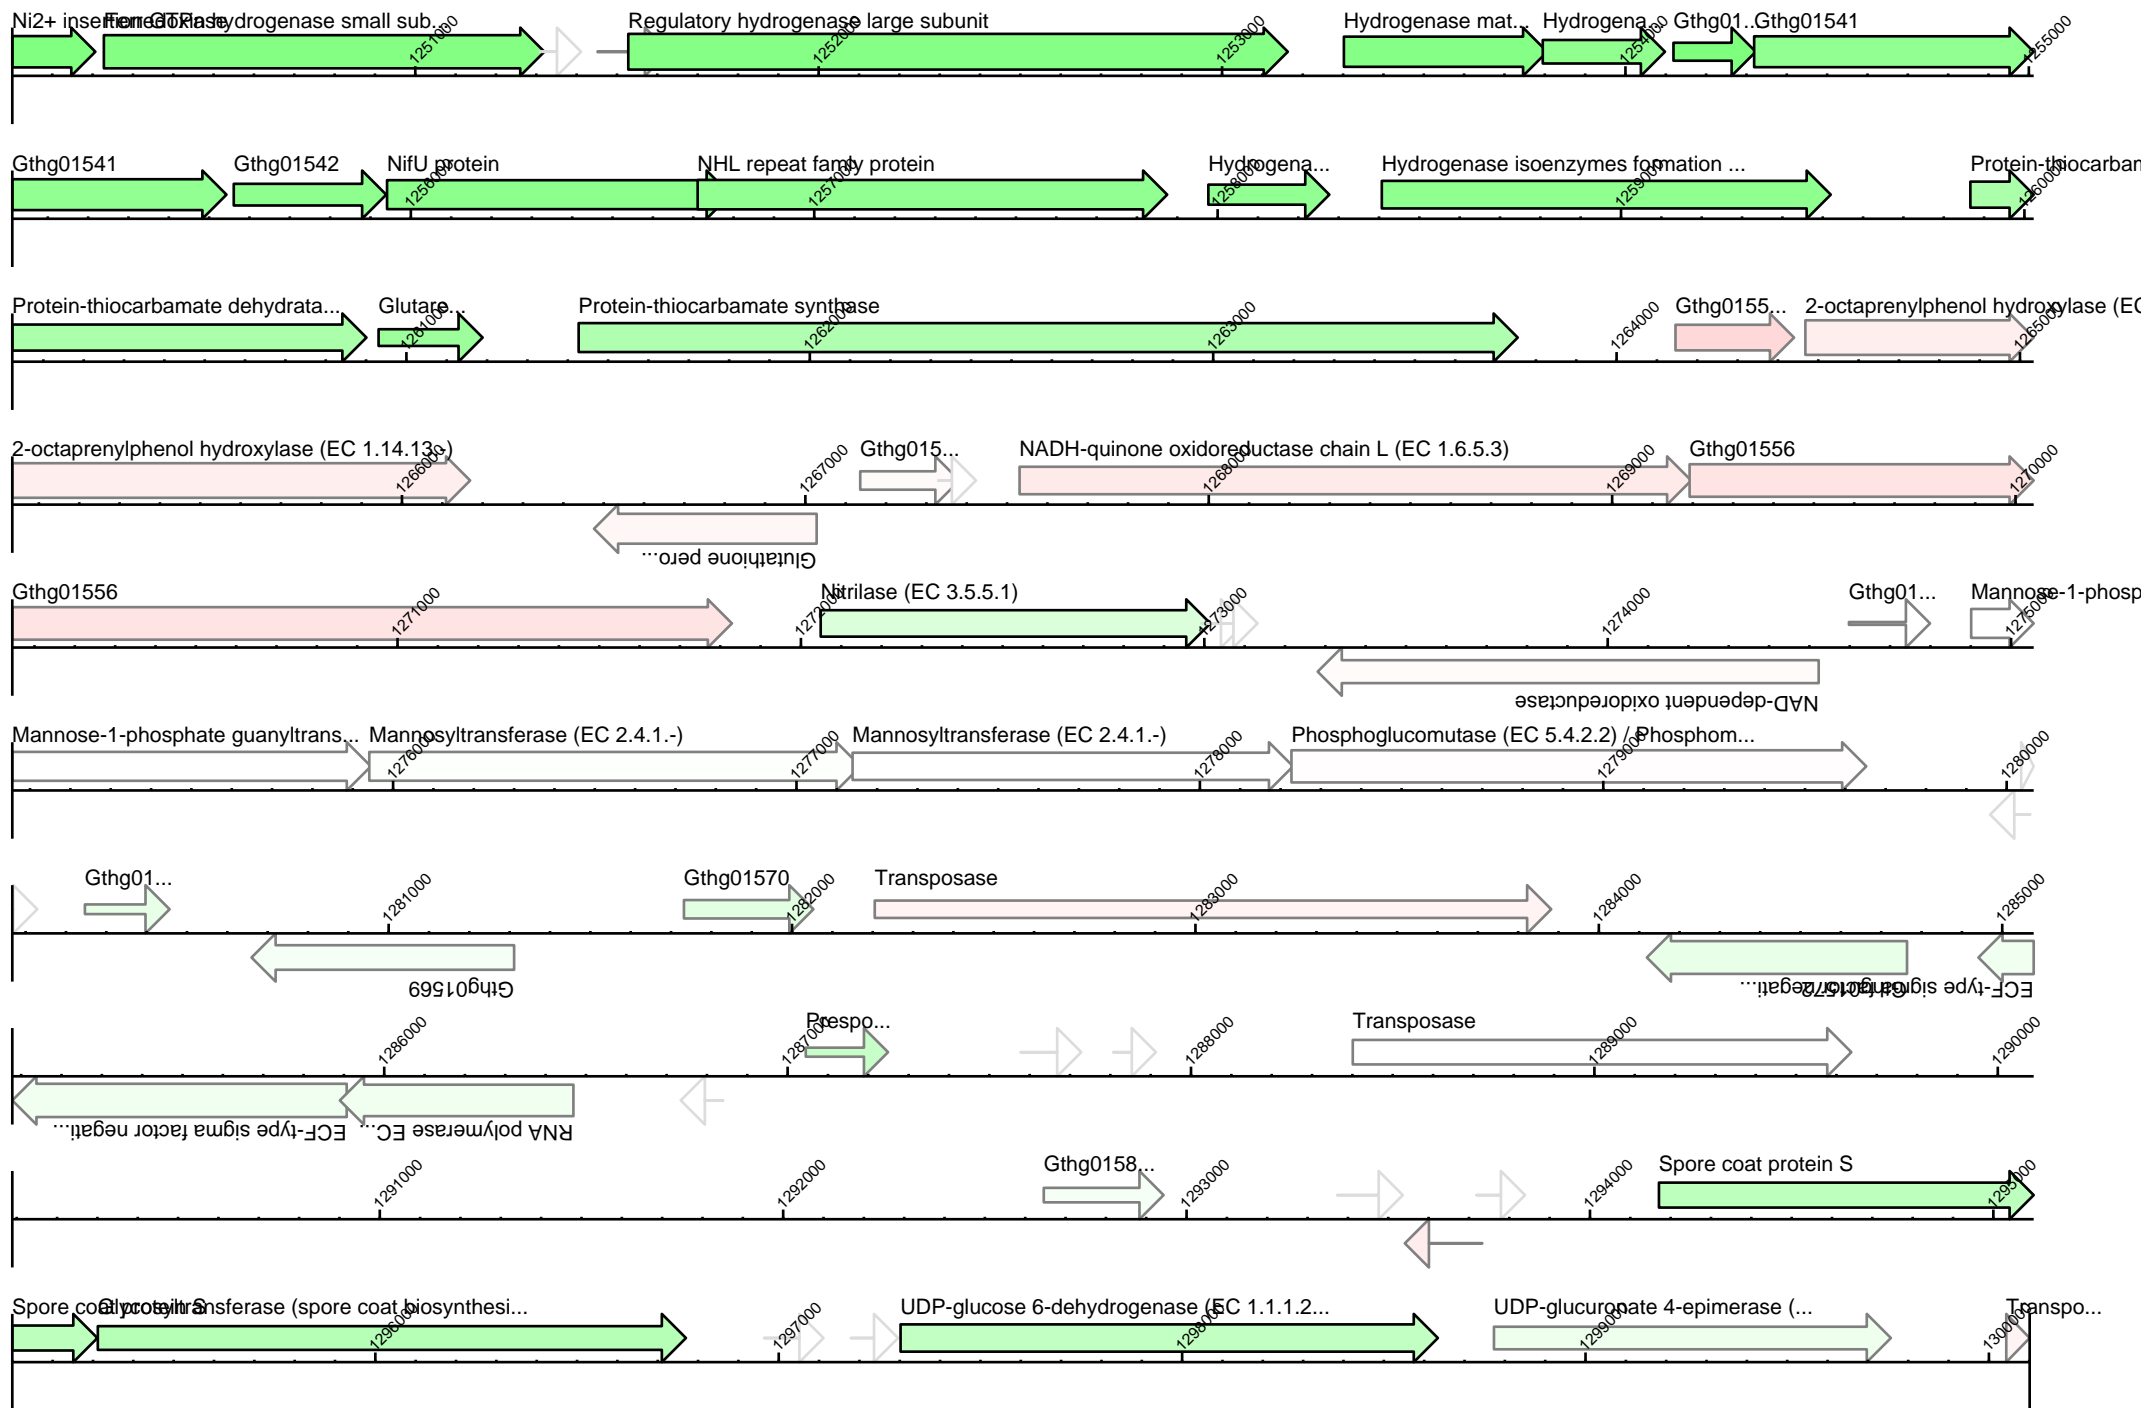 Ni2+ insertion GTPase Ferredoxin hydrogenase small sub... Regulatory hydrogenase large subunit Hydrogenase mat... Hydrogena... Gthg01... Gthg01541
1251000 1252000 1253000 1254000 1255000
Gthg01541 Gthg01542 NifU protein NHL repeat family protein Hydrogena... Hydrogenase isoenzymes formation ... Protein-thiocarbam
1256000 1257000 1258000 1259000 1260000
Protein-thiocarbamate dehydrata... Glutare... Protein-thiocarbamate synthase Gthg0155... 2-octaprenylphenol hydroxylase (EC
1261000 1262000 1263000 1264000 1265000
2-octaprenylphenol hydroxylase (EC 1.14.13.-) Gthg015... NADH-quinone oxidoreductase chain L (EC 1.6.5.3) Gthg01556
1266000 1267000 1268000 1269000 1270000
Glutathione pero...
Gthg01556 Nitrilase (EC 3.5.5.1) Gthg01... Mannose-1-phosp
1271000 1272000 1273000 1274000 1275000
NAD-dependent oxidoreductase
Mannose-1-phosphate guanyltrans... Mannosyltransferase (EC 2.4.1.-) Mannosyltransferase (EC 2.4.1.-) Phosphoglucomutase (EC 5.4.2.2) / Phosphom...
1276000 1277000 1278000 1279000 1280000
Gthg01... Gthg01570 Transposase
1281000 1282000 1283000 1284000 1285000
Gthg01569 Gthg01572 ECF-type sigma factor negati...
Prespo... Transposase
1286000 1287000 1288000 1289000 1290000
ECF-type sigma factor negati... RNA polymerase EC...
Gthg0158... Spore coat protein S
1291000 1292000 1293000 1294000 1295000
Spore coat protein S Glycosyltransferase (spore coat biosynthesi... UDP-glucose 6-dehydrogenase (EC 1.1.1.2... UDP-glucuronate 4-epimerase (... Transpo...
1296000 1297000 1298000 1299000 1300000